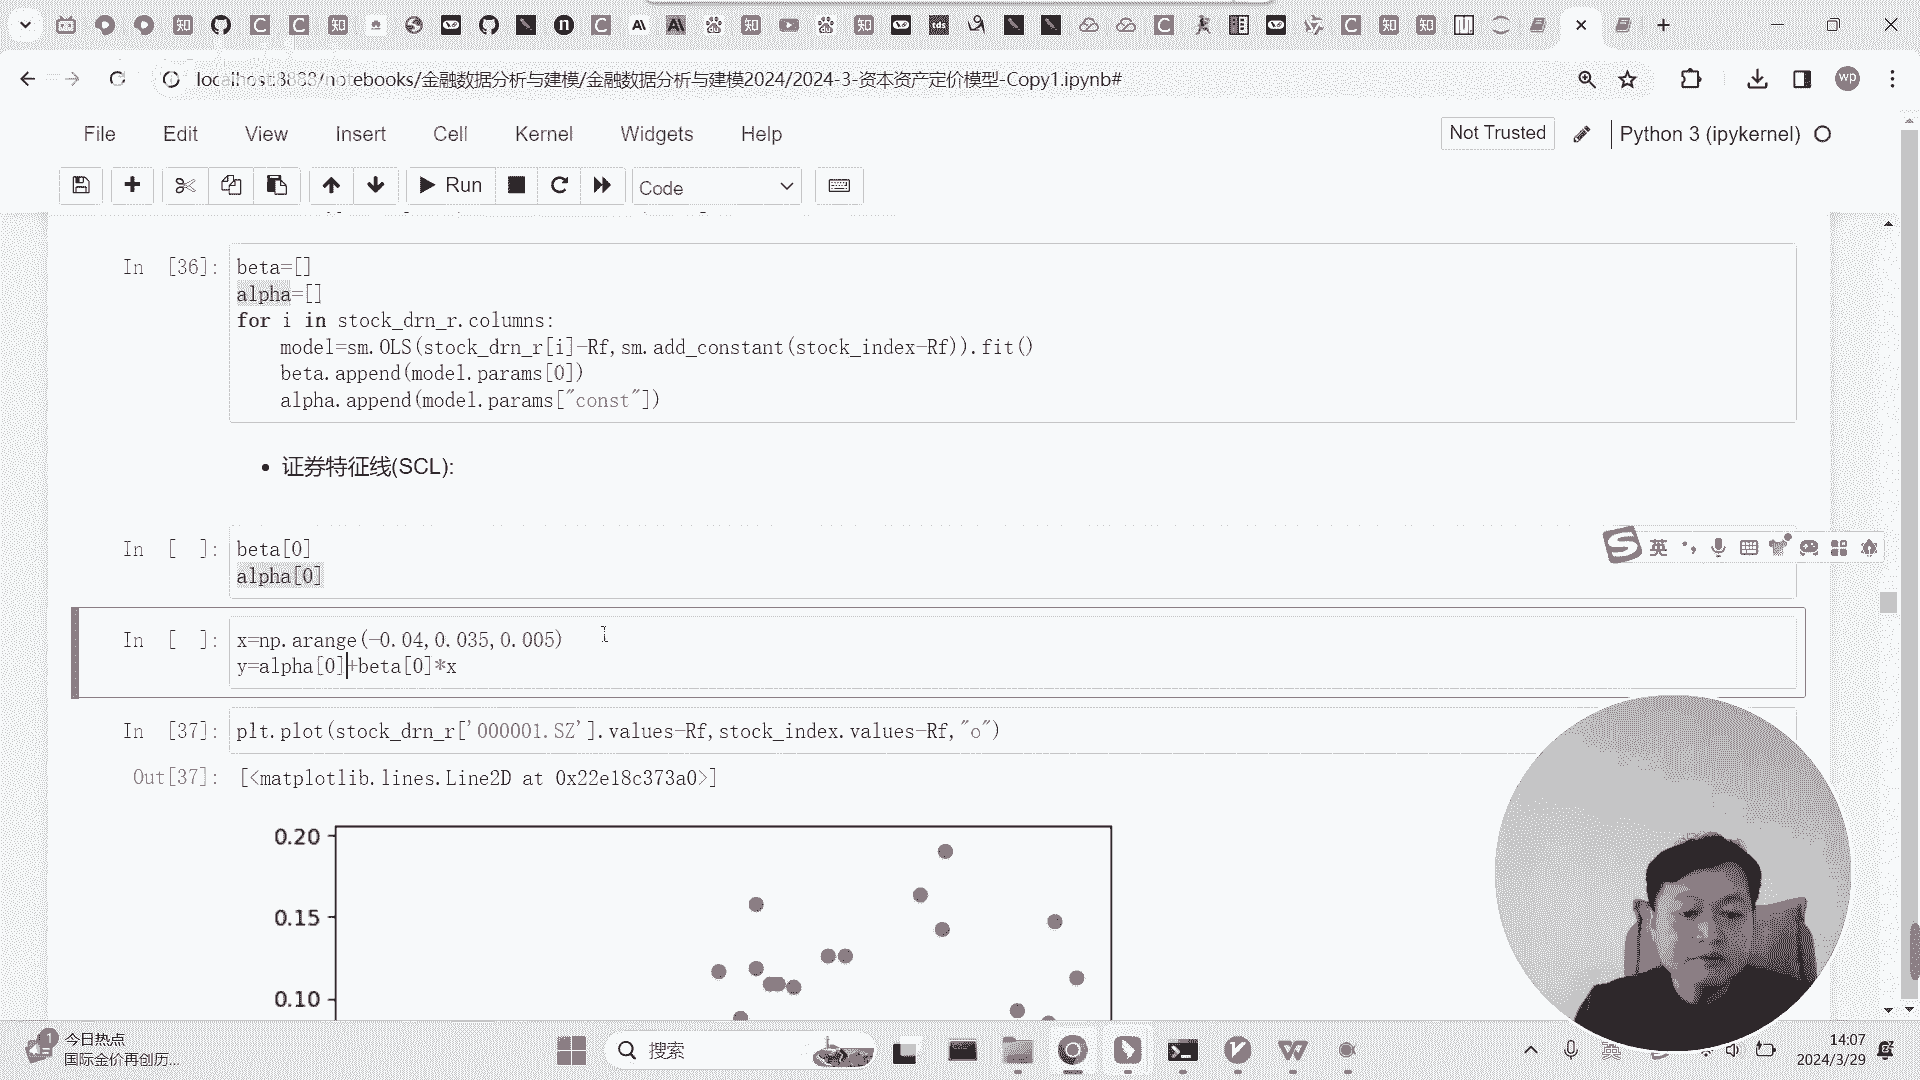 localhost:8888/notebooks/金融数据分析与建模/金融数据分析与建模2024/2024-3-资本资产定价模型-Copy1.ipynb#
wp
File Edit View Insert Cell Kernel Widgets Help
Not Trusted
Python 3 (ipykernel)
Run
Code
In [36]:
beta=[]
alpha=[]
for i in stock_drn_r.columns:
    model=sm.OLS(stock_drn_r[i]-Rf,sm.add_constant(stock_index-Rf)).fit()
    beta.append(model.params[0])
    alpha.append(model.params["const"])
• 证券特征线(SCL):
In [ ]:
beta[0]
alpha[0]
英
In [ ]:
x=np.arange(-0.04,0.035,0.005)
y=alpha[0]+beta[0]*x
In [37]:
plt.plot(stock_drn_r['000001.SZ'].values-Rf,stock_index.values-Rf,"o")
Out[37]:
[<matplotlib.lines.Line2D at 0x22e18c373a0>]
0.20
0.15
0.10
1
今日热点
国际金价再创历...
搜索
英
14:07
2024/3/29